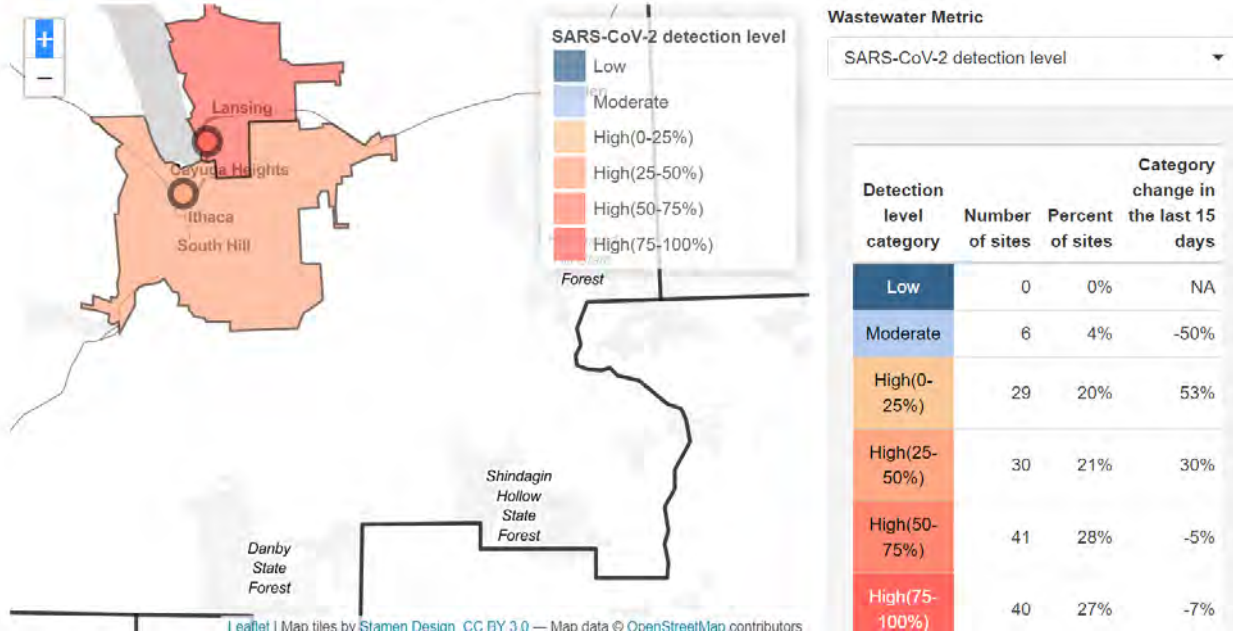 +
−
Lansing
Cayuga Heights
Ithaca
South Hill
SARS-CoV-2 detection level
Low
Moderate
High(0-25%)
High(25-50%)
High(50-75%)
High(75-100%)
Forest
Shindagin
Hollow
State
Forest
Danby
State
Forest
Leaflet | Map tiles by Stamen Design, CC BY 3.0 — Map data © OpenStreetMap contributors
Wastewater Metric
SARS-CoV-2 detection level
Detection level category
Number of sites
Percent of sites
Category change in the last 15 days
Low 0 0% NA
Moderate 6 4% -50%
High(0-25%) 29 20% 53%
High(25-50%) 30 21% 30%
High(50-75%) 41 28% -5%
High(75-100%) 40 27% -7%